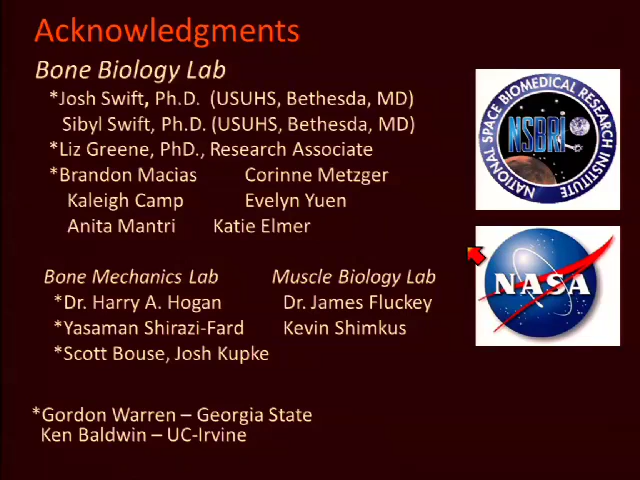 Acknowledgments
Bone Biology Lab
*Josh Swift, Ph.D. (USUHS, Bethesda, MD)
Sibyl Swift, Ph.D. (USUHS, Bethesda, MD)
*Liz Greene, PhD., Research Associate
*Brandon Macias Corinne Metzger
Kaleigh Camp Evelyn Yuen
Anita Mantri Katie Elmer
Bone Mechanics Lab Muscle Biology Lab
*Dr. Harry A. Hogan Dr. James Fluckey
*Yasaman Shirazi-Fard Kevin Shimkus
*Scott Bouse, Josh Kupke
*Gordon Warren – Georgia State
Ken Baldwin – UC-Irvine
NATIONAL SPACE BIOMEDICAL RESEARCH INSTITUTE
NSBRI
NASA